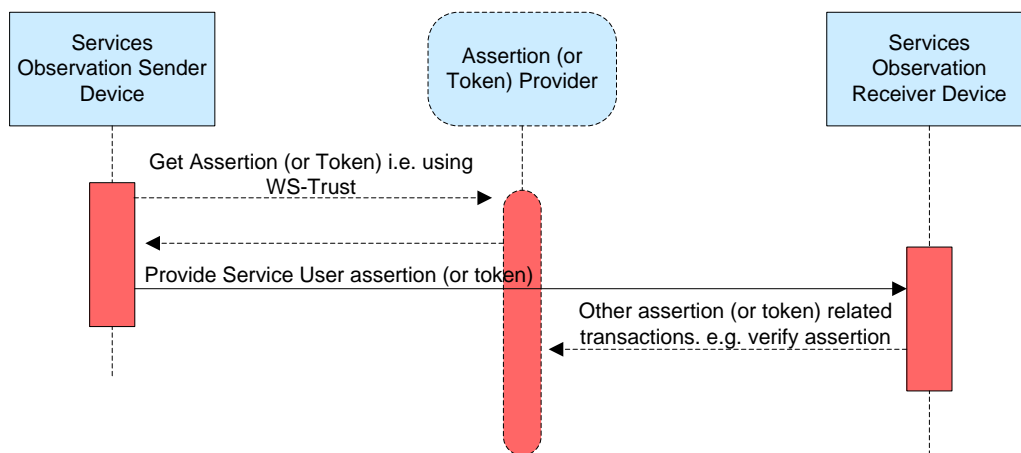 Services
Observation Sender
Device
Assertion (or
Token) Provider
Services
Observation
Receiver Device
Get Assertion (or Token) i.e. using
WS-Trust
Provide Service User assertion (or token)
Other assertion (or token) related
transactions. e.g. verify assertion